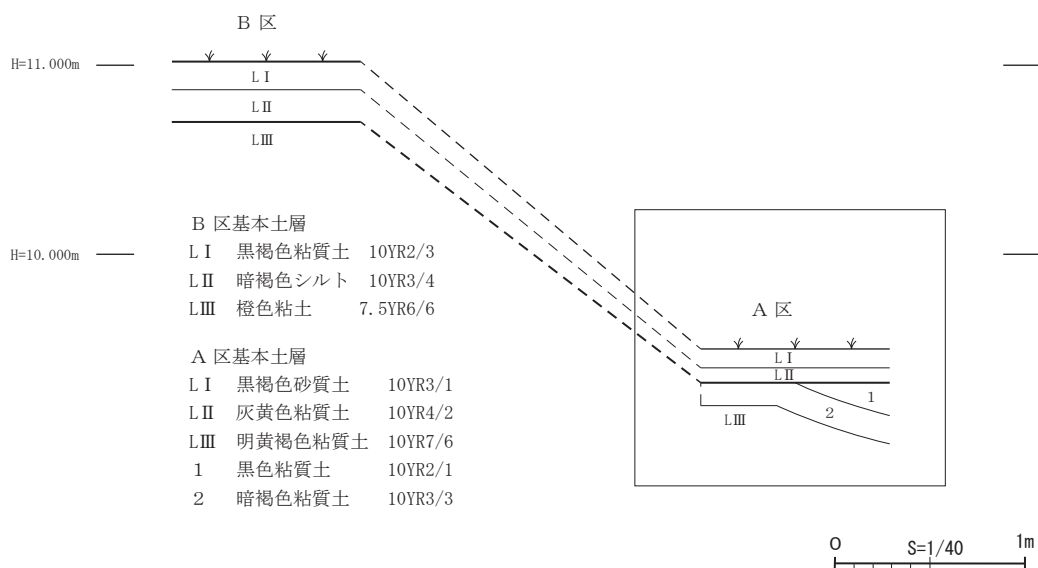 B 区
H=11.000m
LⅠ
LⅡ
LⅢ
B 区基本土層
LⅠ 黒褐色粘質土 10YR2/3
LⅡ 暗褐色シルト 10YR3/4
LⅢ 橙色粘土 7.5YR6/6
H=10.000m
A 区基本土層
LⅠ 黒褐色砂質土 10YR3/1
LⅡ 灰黄色粘質土 10YR4/2
LⅢ 明黄褐色粘質土 10YR7/6
1 黒色粘質土 10YR2/1
2 暗褐色粘質土 10YR3/3
A 区
LⅠ
LⅡ
1
2
LⅢ
0 S=1/40 1m